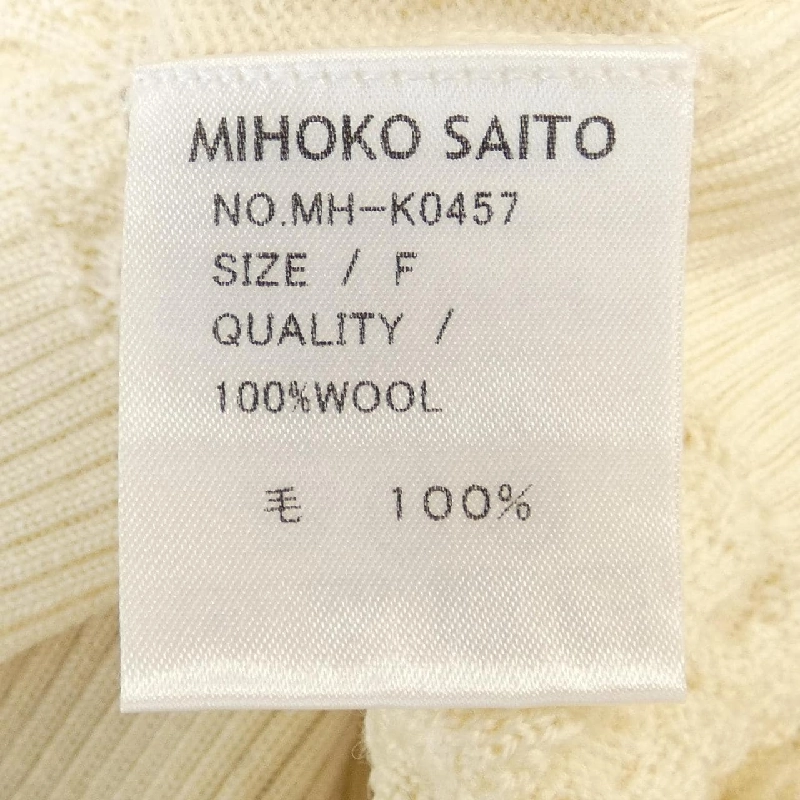 MIHOKO SAITO
NO.MH-K0457
SIZE / F
QUALITY /
100%WOOL
毛 100%